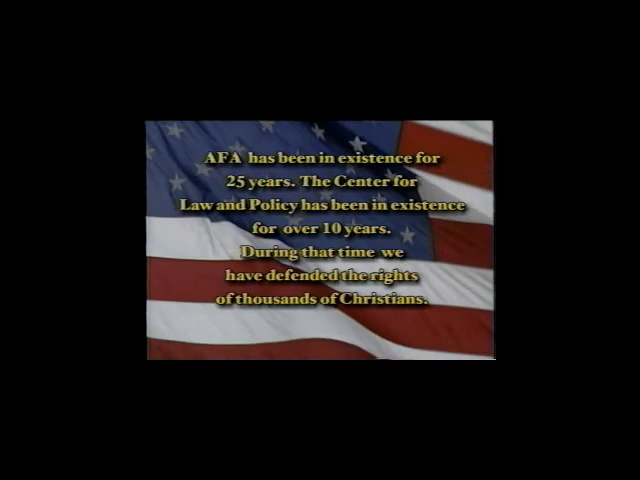 AFA has been in existence for
25 years. The Center for
Law and Policy has been in existence
for over 10 years.
During that time we
have defended the rights
of thousands of Christians.